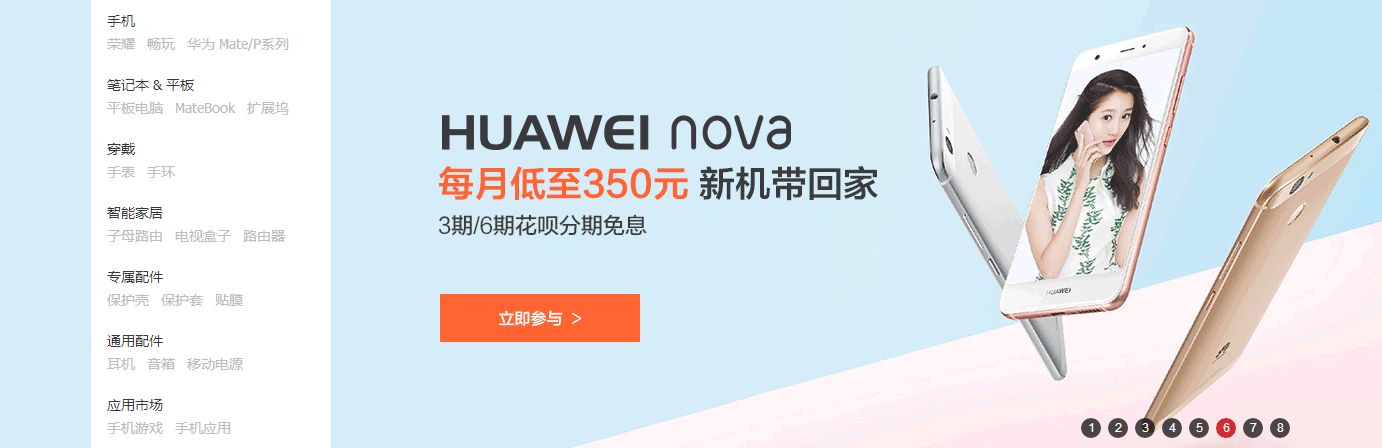 手机
荣耀 畅玩 华为 Mate/P系列
笔记本 & 平板
平板电脑 MateBook 扩展坞
穿戴
手表 手环
智能家居
子母路由 电视盒子 路由器
专属配件
保护壳 保护套 贴膜
通用配件
耳机 音箱 移动电源
应用市场
手机游戏 手机应用
HUAWEI nova
每月低至350元 新机带回家
3期/6期花呗分期免息
立即参与 >
HUAWEI
1 2 3 4 5 6 7 8